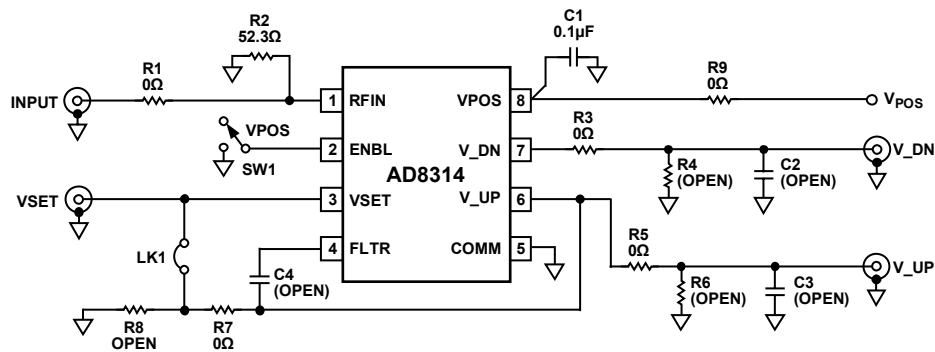 R2
52.3Ω
C1
0.1µF
R1
0Ω
R9
0Ω
INPUT
1
RFIN
VPOS
8
VPOS
R3
0Ω
VPOS
2
ENBL
V_DN
7
V_DN
SW1
AD8314
R4
(OPEN)
C2
(OPEN)
VSET
3
VSET
V_UP
6
R5
0Ω
LK1
4
FLTR
COMM
5
V_UP
C4
(OPEN)
R6
(OPEN)
C3
(OPEN)
R8
OPEN
R7
0Ω